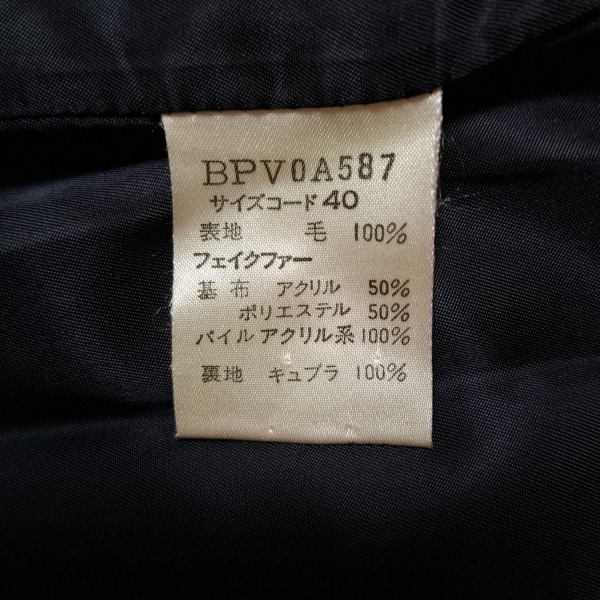 BPV0A587
サイズコード 40
表地 毛 100%
フェイクファー
基布 アクリル 50%
ポリエステル 50%
パイル アクリル系 100%
裏地 キュプラ 100%